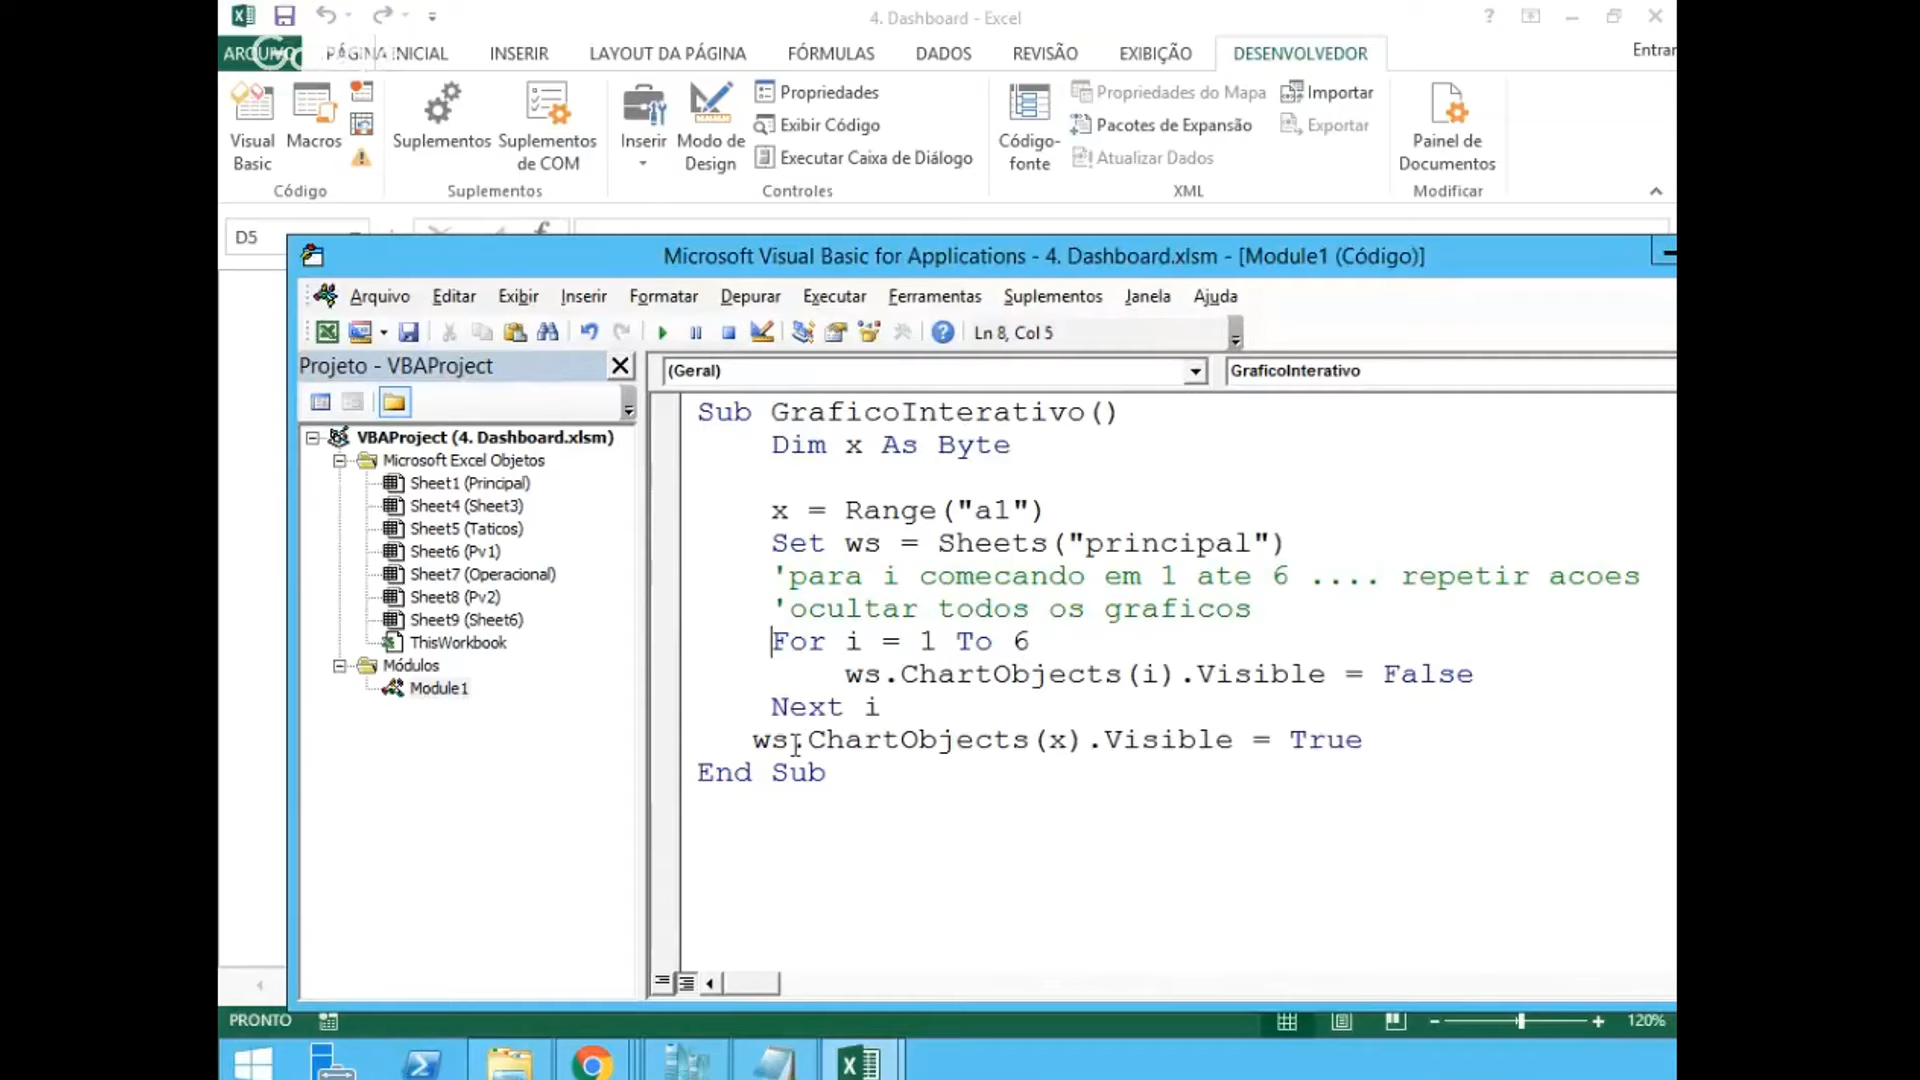 4. Dashboard - Excel
ARQUIVO PÁGINA INICIAL INSERIR LAYOUT DA PÁGINA FÓRMULAS DADOS REVISÃO EXIBIÇÃO DESENVOLVEDOR Entrar
Visual Basic
Macros
Código
Suplementos
Suplementos de COM
Suplementos
Inserir
Modo de Design
Propriedades
Exibir Código
Executar Caixa de Diálogo
Controles
Código-fonte
Propriedades do Mapa
Pacotes de Expansão
Atualizar Dados
Importar
Exportar
XML
Painel de Documentos
Modificar
D5
Microsoft Visual Basic for Applications - 4. Dashboard.xlsm - [Module1 (Código)]
Arquivo Editar Exibir Inserir Formatar Depurar Executar Ferramentas Suplementos Janela Ajuda
Ln 8, Col 5
Projeto - VBAProject
VBAProject (4. Dashboard.xlsm)
Microsoft Excel Objetos
Sheet1 (Principal)
Sheet4 (Sheet3)
Sheet5 (Taticos)
Sheet6 (Pv1)
Sheet7 (Operacional)
Sheet8 (Pv2)
Sheet9 (Sheet6)
ThisWorkbook
Módulos
Module1
(Geral)
GraficoInterativo
Sub GraficoInterativo()
Dim x As Byte
x = Range("a1")
Set ws = Sheets("principal")
'para i comecando em 1 ate 6 .... repetir acoes
'ocultar todos os graficos
For i = 1 To 6
ws.ChartObjects(i).Visible = False
Next i
ws.ChartObjects(x).Visible = True
End Sub
PRONTO
120%